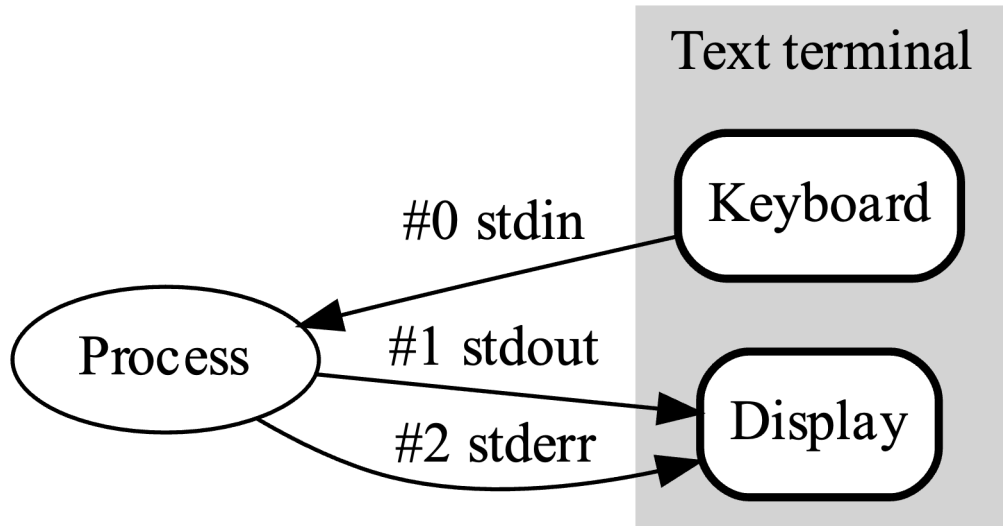 Text terminal
Keyboard
#0 stdin
#1 stdout
Process
Display
#2 stderr